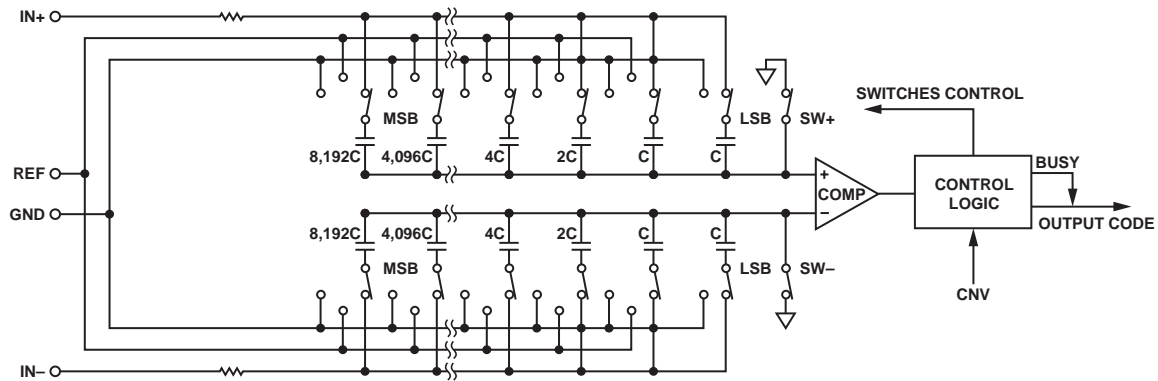 IN+
SWITCHES CONTROL
MSB
LSB
SW+
8,192C
4,096C
4C
2C
C
C
BUSY
REF
+
COMP
CONTROL
LOGIC
GND
–
OUTPUT CODE
8,192C
4,096C
4C
2C
C
C
MSB
LSB
SW–
CNV
IN–